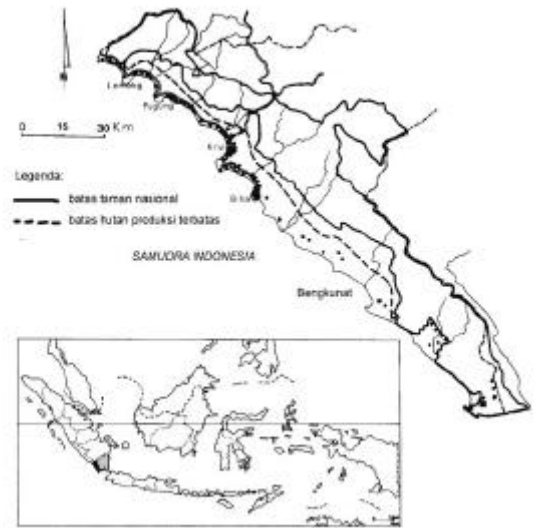 Lemong
Pugung
0 15 30 Km
Krui
Legenda:
batas taman nasional
batas hutan produksi terbatas
SAMUDRA INDONESIA
Bengkunat